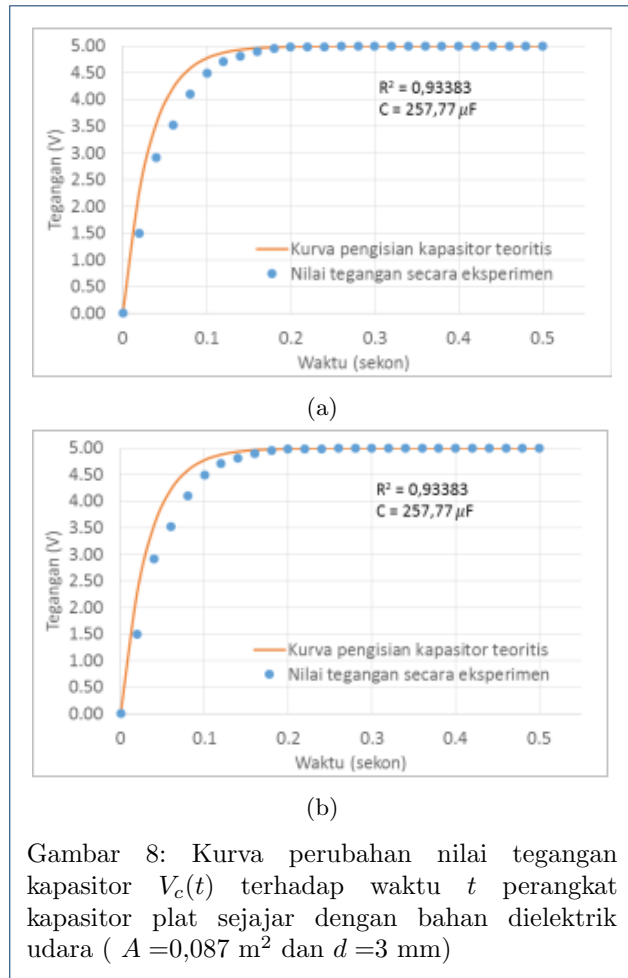 5.00
4.50
4.00
3.50
3.00
2.50
2.00
1.50
1.00
0.50
0.00
Tegangan (V)
R² = 0,93383
C = 257,77 μF
Kurva pengisian kapasitor teoritis
Nilai tegangan secara eksperimen
0 0.1 0.2 0.3 0.4 0.5
Waktu (sekon)
(a)
5.00
4.50
4.00
3.50
3.00
2.50
2.00
1.50
1.00
0.50
0.00
Tegangan (V)
R² = 0,93383
C = 257,77 μF
Kurva pengisian kapasitor teoritis
Nilai tegangan secara eksperimen
0 0.1 0.2 0.3 0.4 0.5
Waktu (sekon)
(b)
Gambar 8: Kurva perubahan nilai tegangan
kapasitor V_c(t) terhadap waktu t perangkat
kapasitor plat sejajar dengan bahan dielektrik
udara ( A =0,087 m² dan d =3 mm)